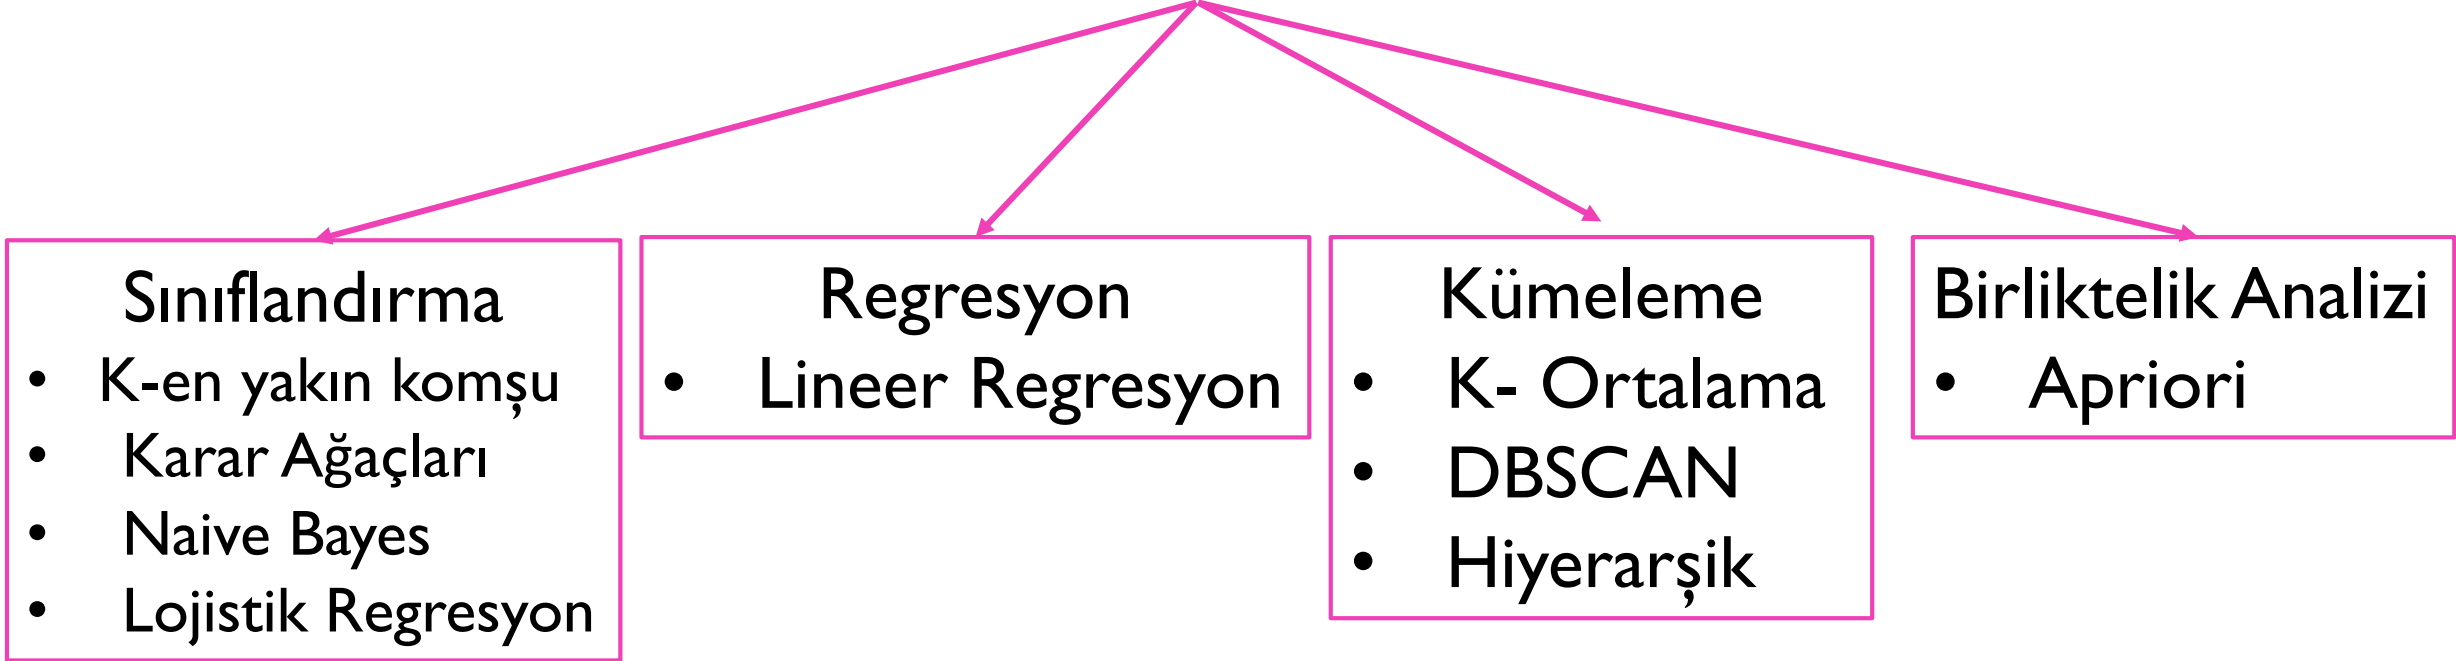 Sınıflandırma
• K-en yakın komşu
• Karar Ağaçları
• Naive Bayes
• Lojistik Regresyon
Regresyon
• Lineer Regresyon
Kümeleme
• K- Ortalama
• DBSCAN
• Hiyerarşik
Birliktelik Analizi
• Apriori